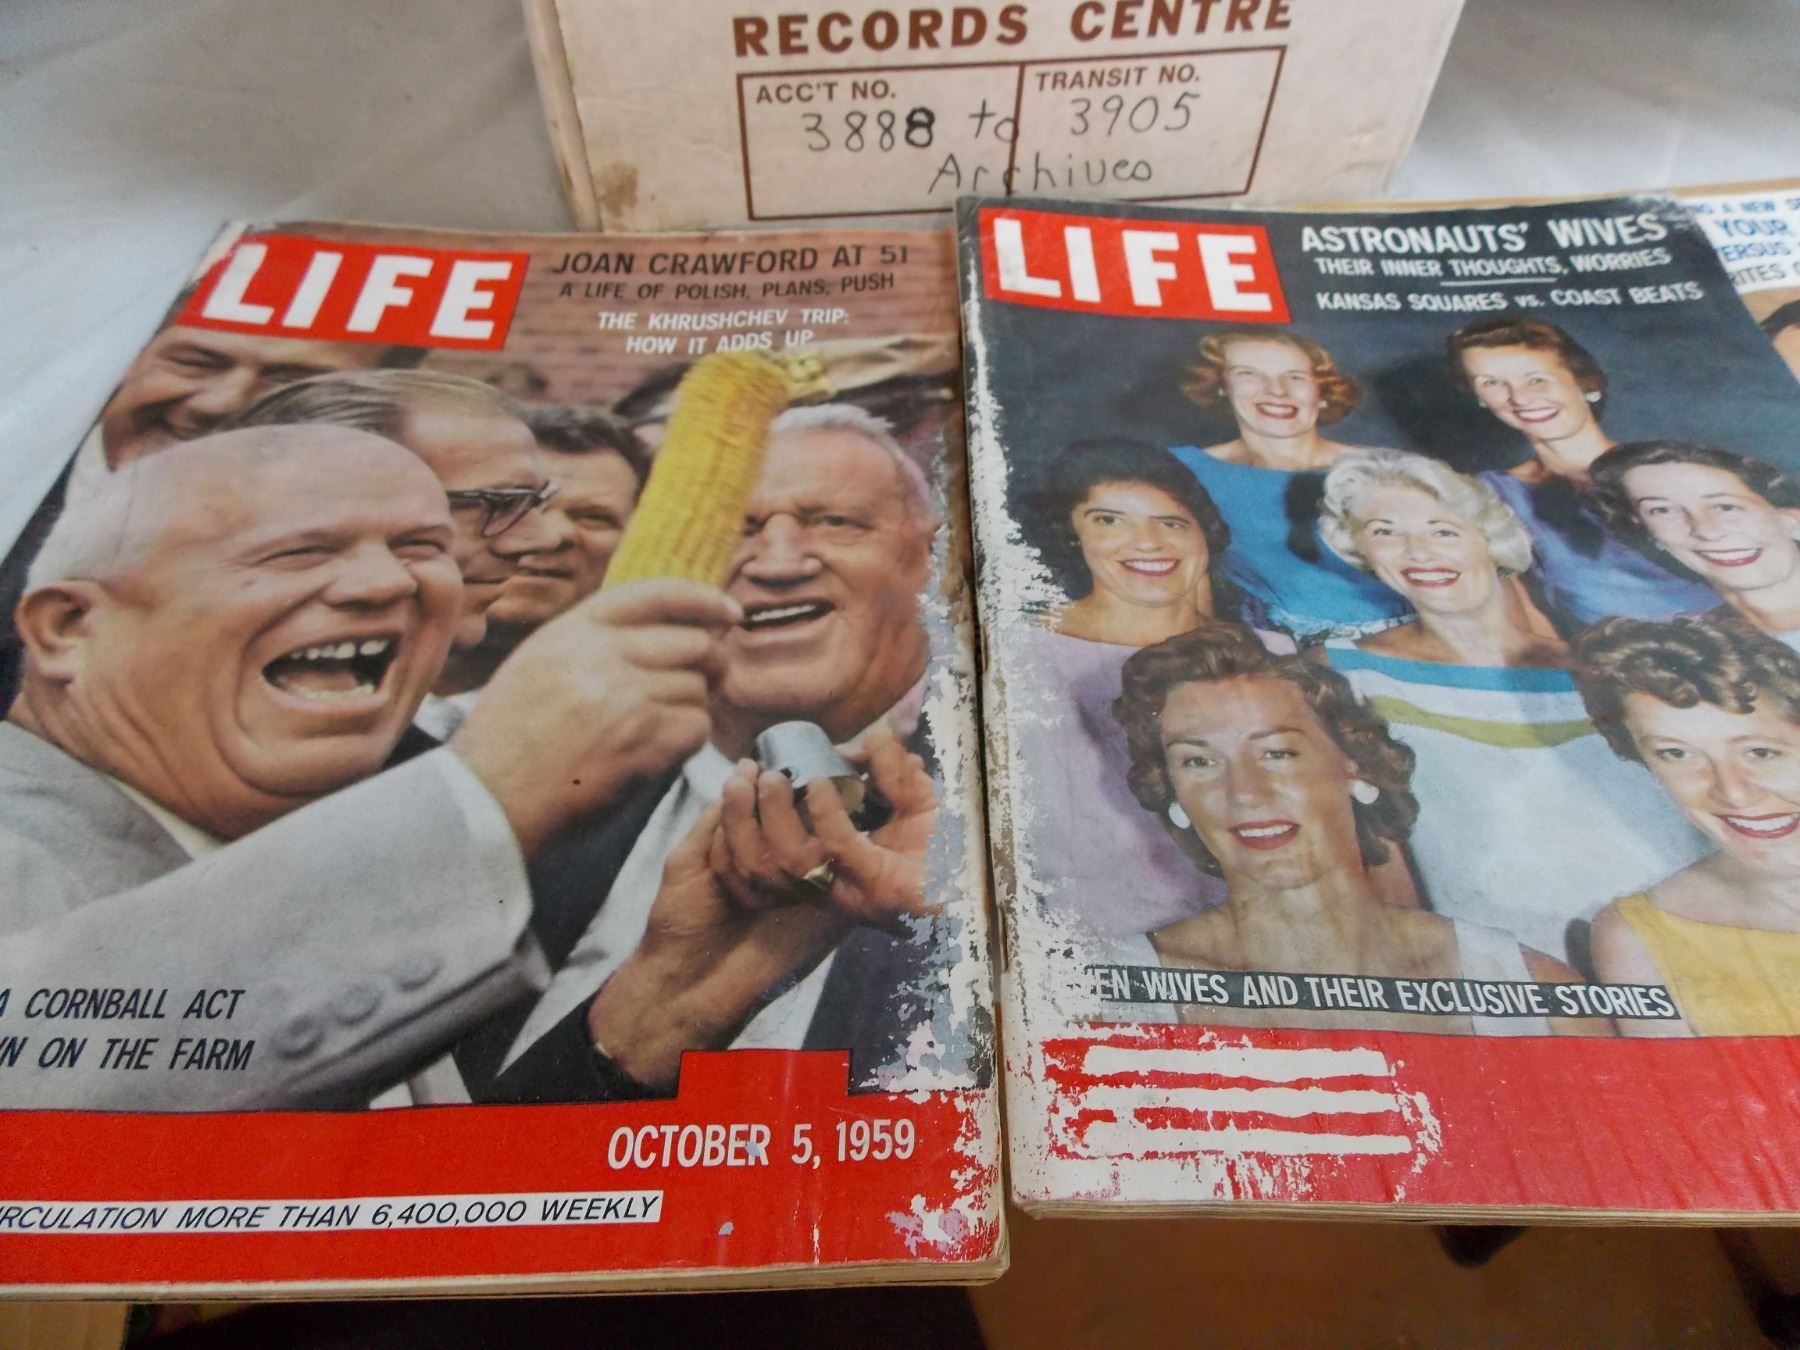 RECORDS CENTRE
ACC'T NO.
3888 to
TRANSIT NO.
3905
Archives
LIFE
JOAN CRAWFORD AT 51
A LIFE OF POLISH, PLANS, PUSH
THE KHRUSHCHEV TRIP:
HOW IT ADDS UP
A CORNBALL ACT
ON THE FARM
OCTOBER 5, 1959
MORE THAN 6,400,000 WEEKLY
LIFE
ASTRONAUTS' WIVES
THEIR INNER THOUGHTS, WORRIES
KANSAS SQUARES vs. COAST BEATS
WIVES AND THEIR EXCLUSIVE STORIES
A NEW
YOUR